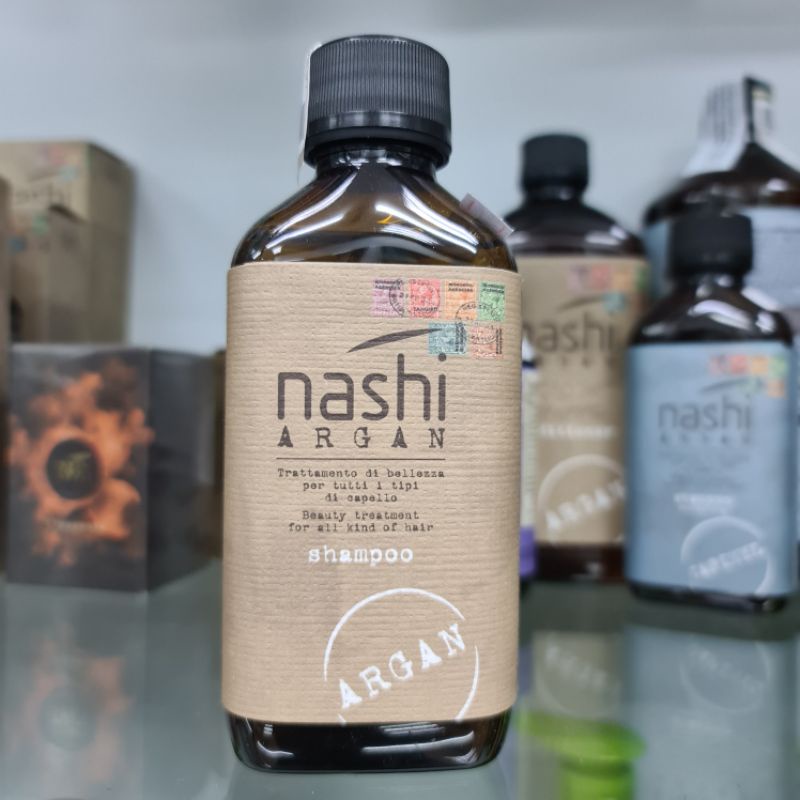 nashi
ARGAN
Trattamento di bellezza
per tutti i tipi
di capello
Beauty treatment
for all kind of hair
shampoo
ARGAN
nashi
ARGAN
nashi
ARGAN